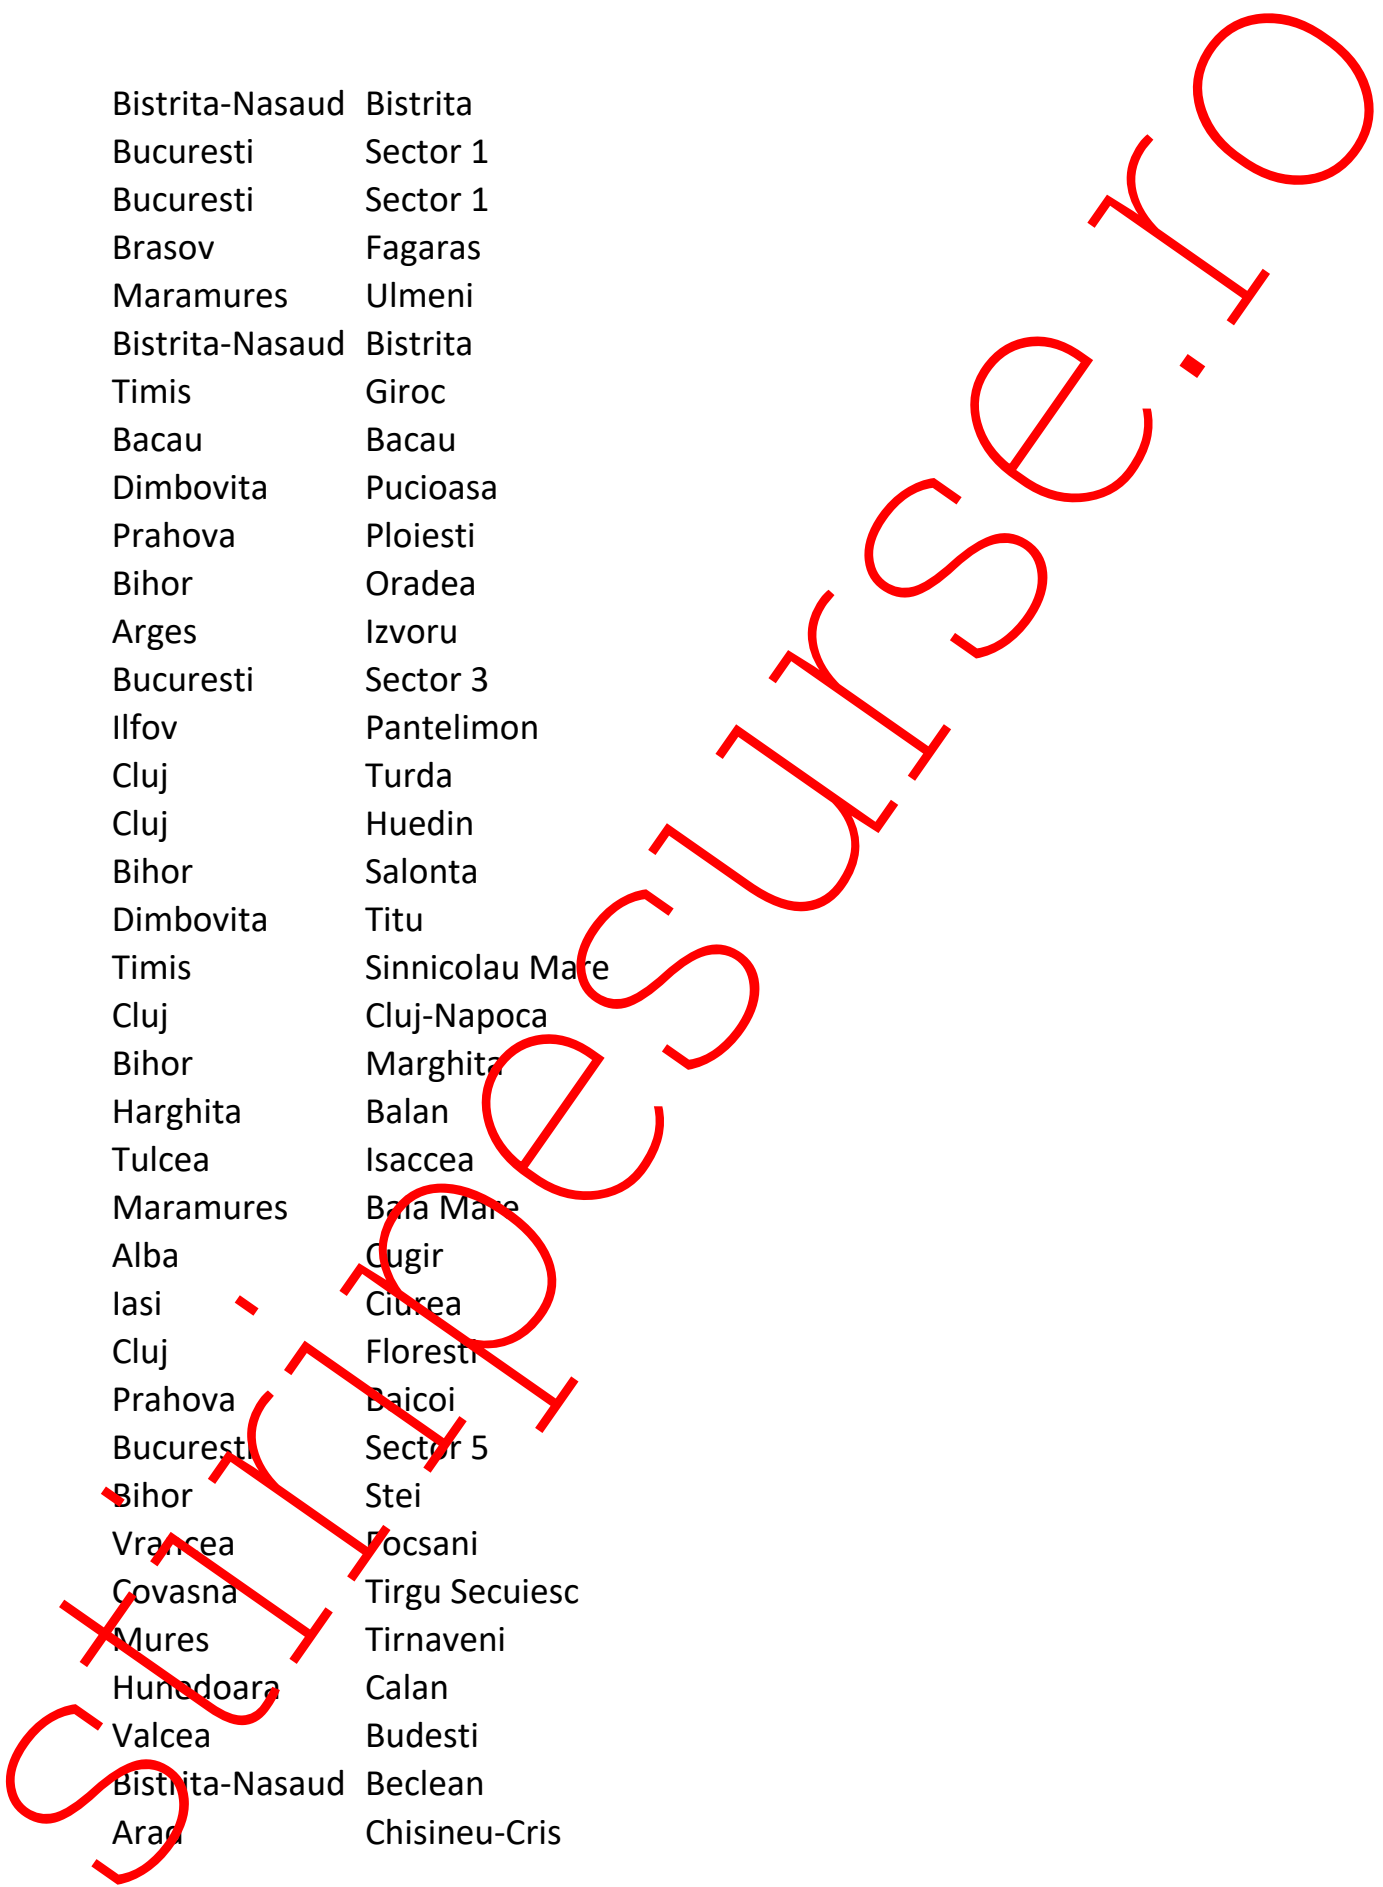 Bistrita-Nasaud Bistrita
Bucuresti Sector 1
Bucuresti Sector 1
Brasov Fagaras
Maramures Ulmeni
Bistrita-Nasaud Bistrita
Timis Giroc
Bacau Bacau
Dimbovita Pucioasa
Prahova Ploiesti
Bihor Oradea
Arges Izvoru
Bucuresti Sector 3
Ilfov Pantelimon
Cluj Turda
Cluj Huedin
Bihor Salonta
Dimbovita Titu
Timis Sinnicolau Mare
Cluj Cluj-Napoca
Bihor Marghita
Harghita Balan
Tulcea Isaccea
Maramures Baia Mare
Alba Cugir
Iasi Ciurea
Cluj Floresti
Prahova Baicoi
Bucuresti Sector 5
Bihor Stei
Vrancea Focsani
Covasna Tirgu Secuiesc
Mures Tirnaveni
Hunedoara Calan
Valcea Budesti
Bistrita-Nasaud Beclean
Arad Chisineu-Cris
stiripesurse.ro